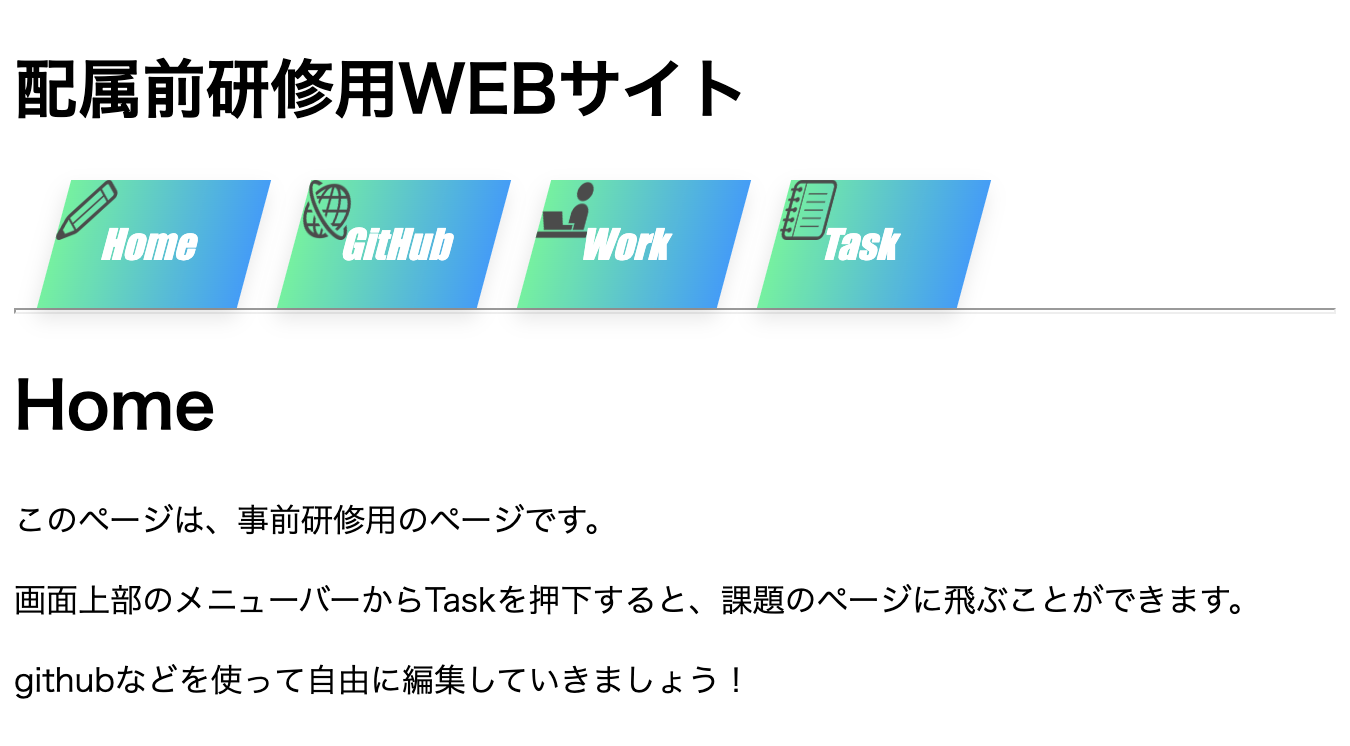 配属前研修用WEBサイト
Home
GitHub
Work
Task
Home
このページは、事前研修用のページです。
画面上部のメニューバーからTaskを押下すると、課題のページに飛ぶことができます。
githubなどを使って自由に編集していきましょう！